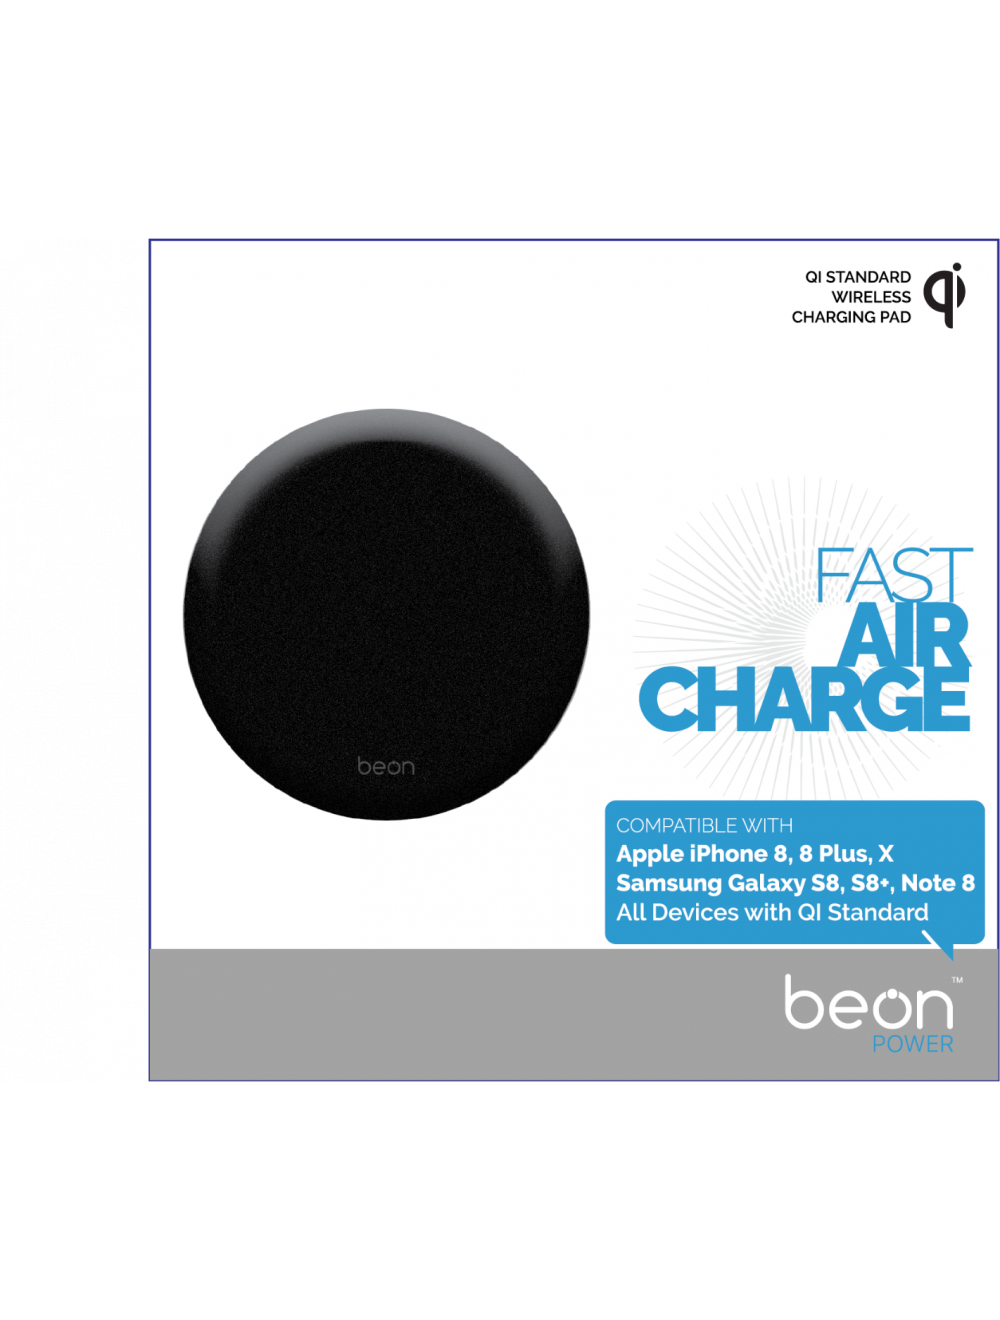 QI STANDARD
WIRELESS
CHARGING PAD
qi
FAST
AIR
CHARGE
beon
COMPATIBLE WITH
Apple iPhone 8, 8 Plus, X
Samsung Galaxy S8, S8+, Note 8
All Devices with QI Standard
beon™
POWER